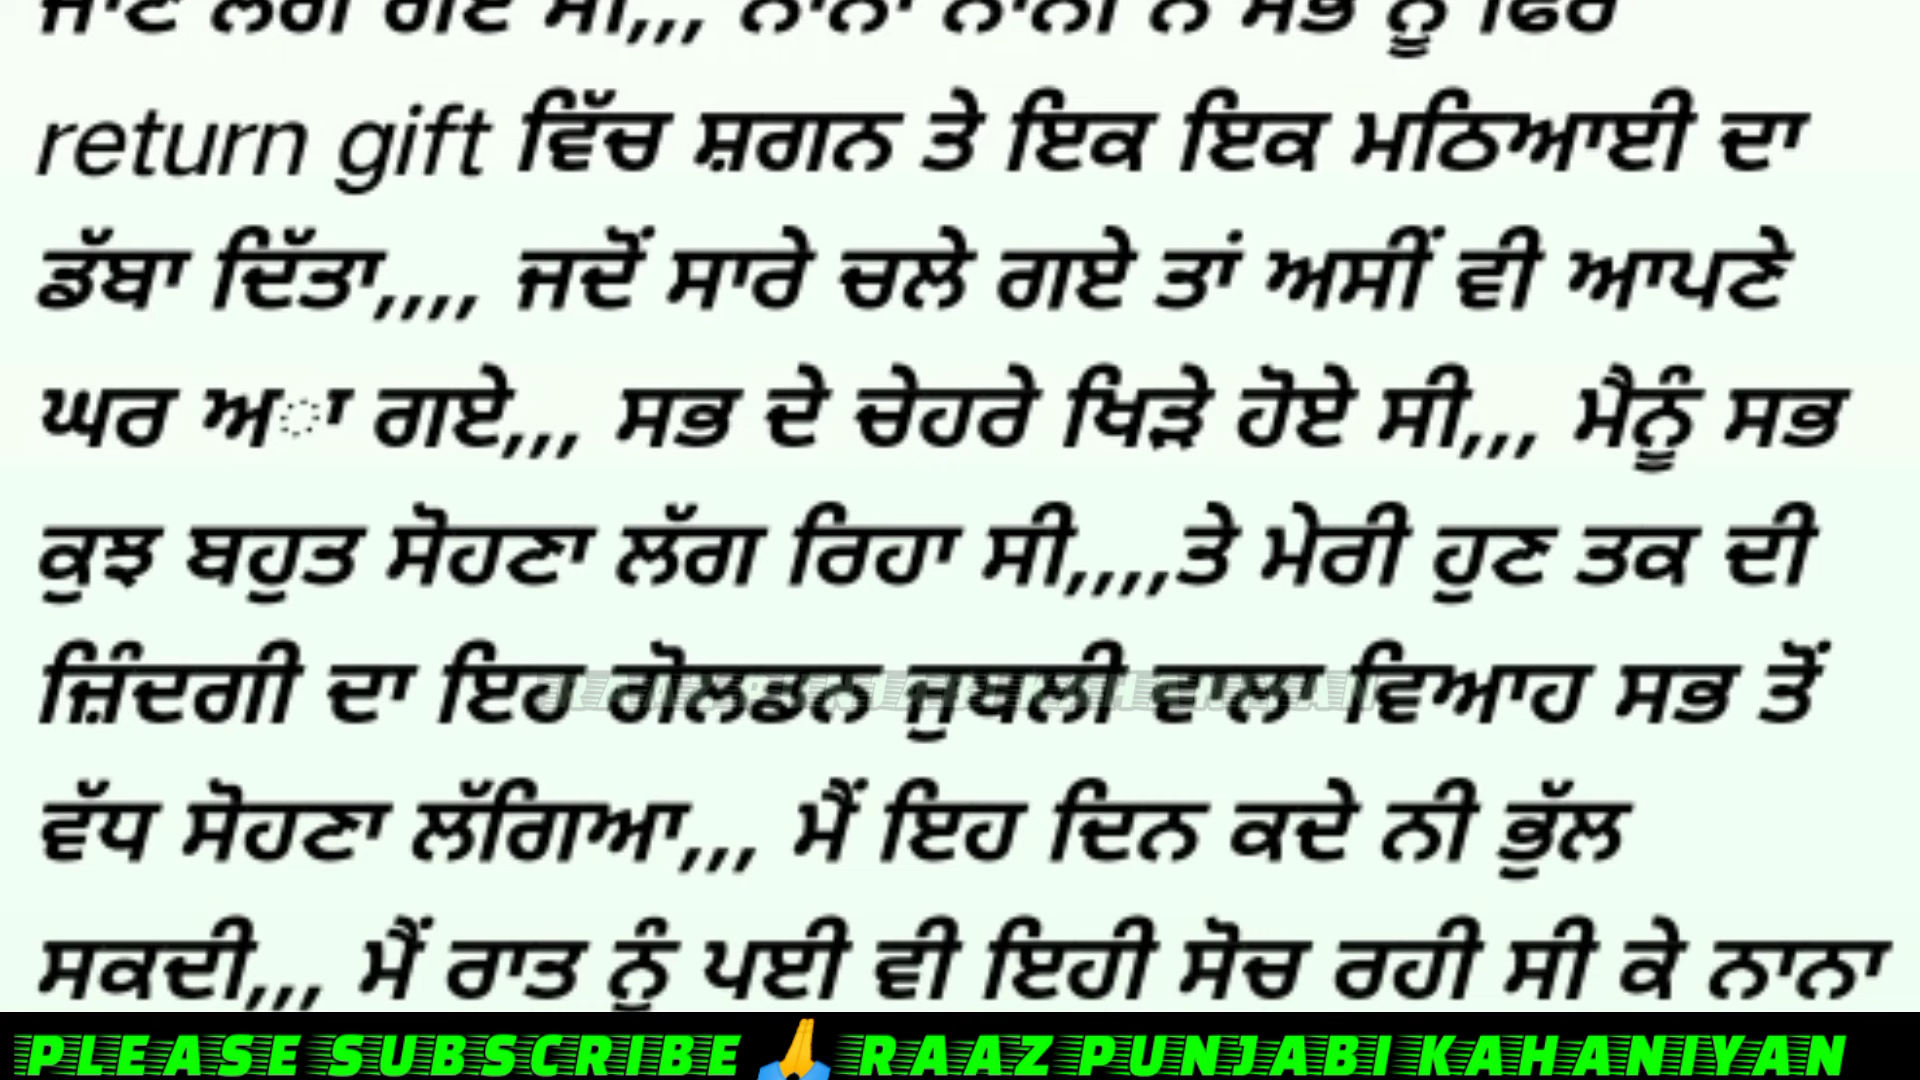 ਜਾਣ ਲੱਗ ਗਏ ਸੀ,,, ਨਾਨਾ ਨਾਨੀ ਨੇ ਸਭ ਨੂੰ ਫਿਰ
return gift ਵਿੱਚ ਸ਼ਗਨ ਤੇ ਇਕ ਇਕ ਮਠਿਆਈ ਦਾ
ਡੱਬਾ ਦਿੱਤਾ,,,, ਜਦੋਂ ਸਾਰੇ ਚਲੇ ਗਏ ਤਾਂ ਅਸੀਂ ਵੀ ਆਪਣੇ
ਘਰ ਅਾ ਗਏ,,, ਸਭ ਦੇ ਚੇਹਰੇ ਖਿੜੇ ਹੋਏ ਸੀ,,, ਮੈਨੂੰ ਸਭ
ਕੁਝ ਬਹੁਤ ਸੋਹਣਾ ਲੱਗ ਰਿਹਾ ਸੀ,,,,ਤੇ ਮੇਰੀ ਹੁਣ ਤਕ ਦੀ
ਜ਼ਿੰਦਗੀ ਦਾ ਇਹ ਗੋਲਡਨ ਜੁਬਲੀ ਵਾਲਾ ਵਿਆਹ ਸਭ ਤੋਂ
ਵੱਧ ਸੋਹਣਾ ਲੱਗਿਆ,,, ਮੈਂ ਇਹ ਦਿਨ ਕਦੇ ਨੀ ਭੁੱਲ
ਸਕਦੀ,,, ਮੈਂ ਰਾਤ ਨੂੰ ਪਈ ਵੀ ਇਹੀ ਸੋਚ ਰਹੀ ਸੀ ਕੇ ਨਾਨਾ
PLEASE SUBSCRIBE 🙏 RAAZ PUNJABI KAHANIYAN